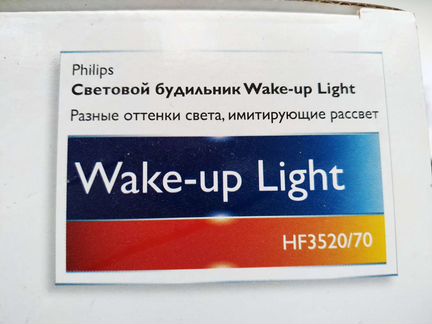 Philips
Световой будильник Wake-up Light
Разные оттенки света, имитирующие рассвет
Wake-up Light
HF3520/70